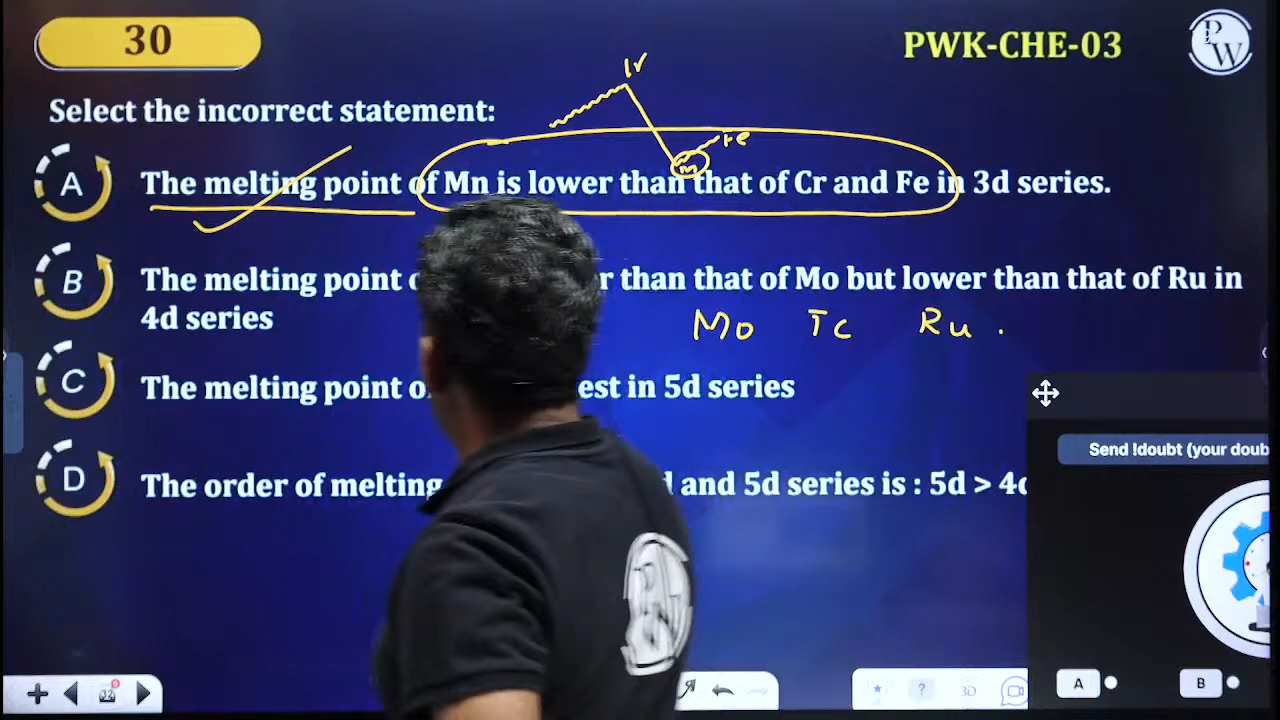 30
PWK-CHE-03
PW
Select the incorrect statement:
A
The melting point of Mn is lower than that of Cr and Fe in 3d series.
B
The melting point than that of Mo but lower than that of Ru in
4d series
Mo Tc Ru.
C
The melting point in 5d series
D
The order of melting and 5d series is : 5d >
Fe
Send !doubt (your
A
B
?
3D